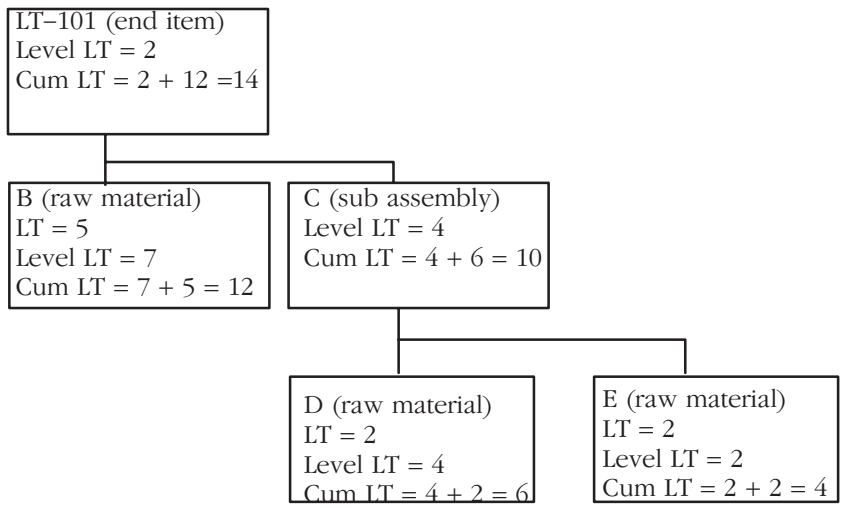 LT–101 (end item)
Level LT = 2
Cum LT = 2 + 12 =14
B (raw material)
LT = 5
Level LT = 7
Cum LT = 7 + 5 = 12
C (sub assembly)
Level LT = 4
Cum LT = 4 + 6 = 10
D (raw material)
LT = 2
Level LT = 4
Cum LT = 4 + 2 = 6
E (raw material)
LT = 2
Level LT = 2
Cum LT = 2 + 2 = 4